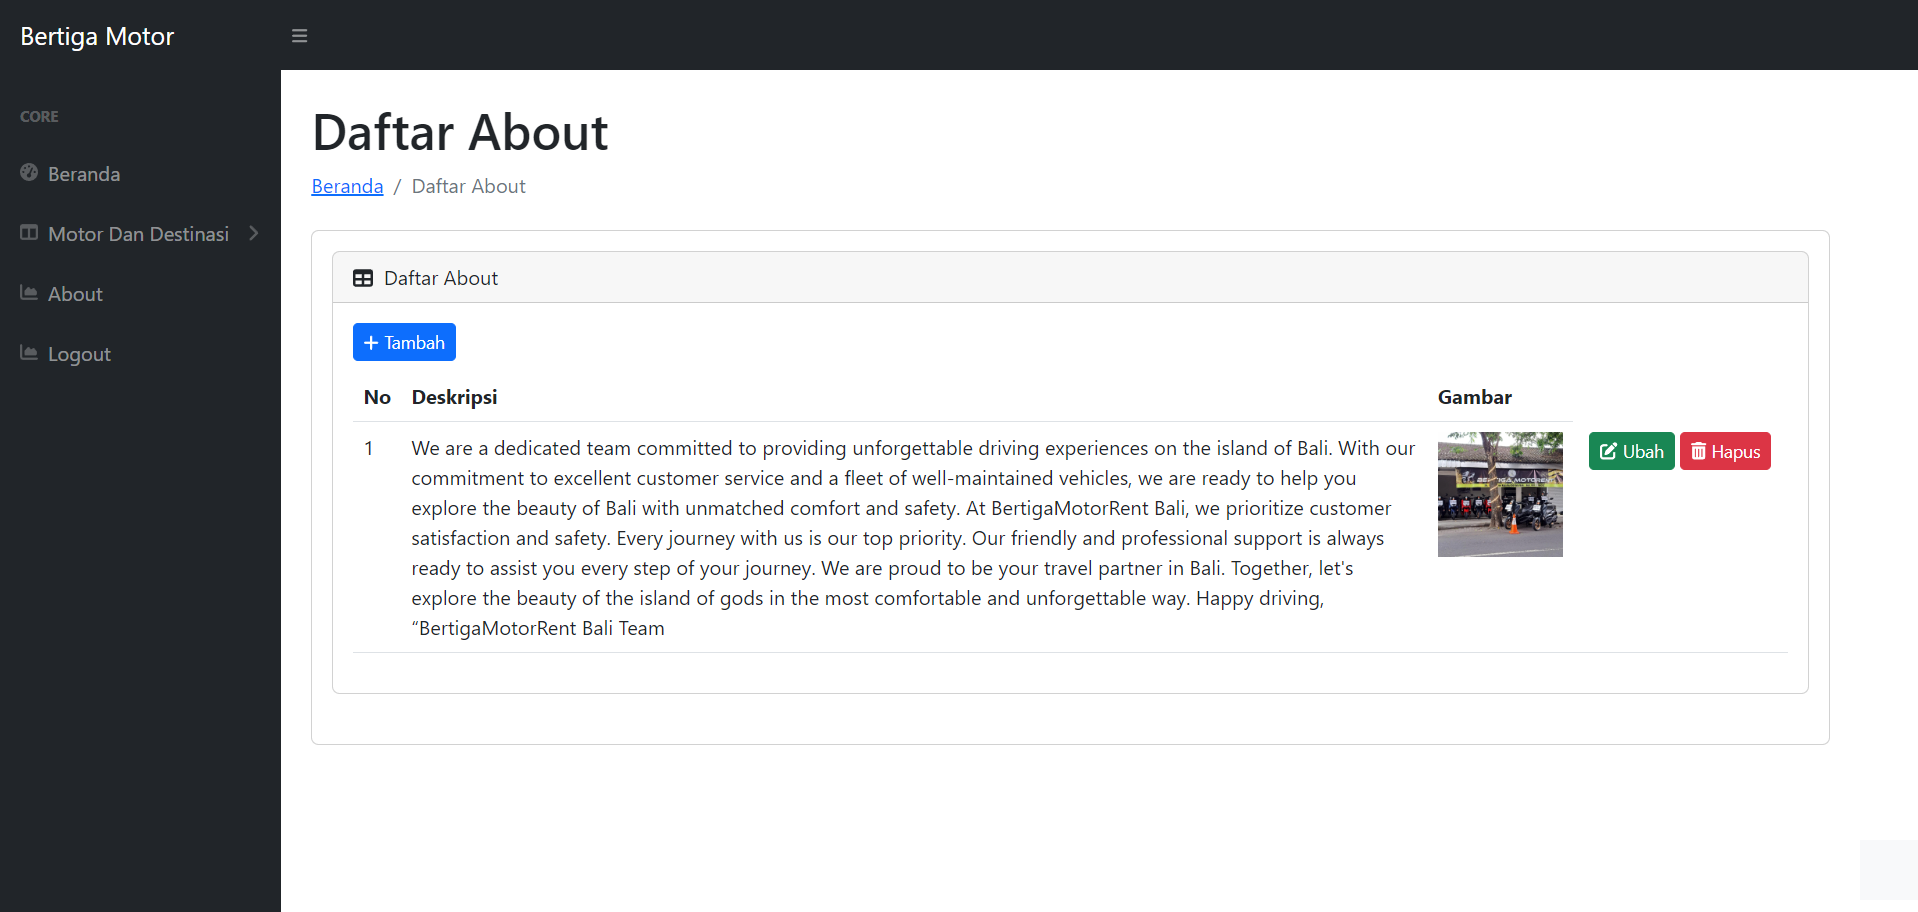 Bertiga Motor
CORE
Beranda
Motor Dan Destinasi
About
Logout
Daftar About
Beranda / Daftar About
Daftar About
+ Tambah
No Deskripsi Gambar
1 We are a dedicated team committed to providing unforgettable driving experiences on the island of Bali. With our
commitment to excellent customer service and a fleet of well-maintained vehicles, we are ready to help you
explore the beauty of Bali with unmatched comfort and safety. At BertigaMotorRent Bali, we prioritize customer
satisfaction and safety. Every journey with us is our top priority. Our friendly and professional support is always
ready to assist you every step of your journey. We are proud to be your travel partner in Bali. Together, let's
explore the beauty of the island of gods in the most comfortable and unforgettable way. Happy driving,
“BertigaMotorRent Bali Team
Ubah Hapus